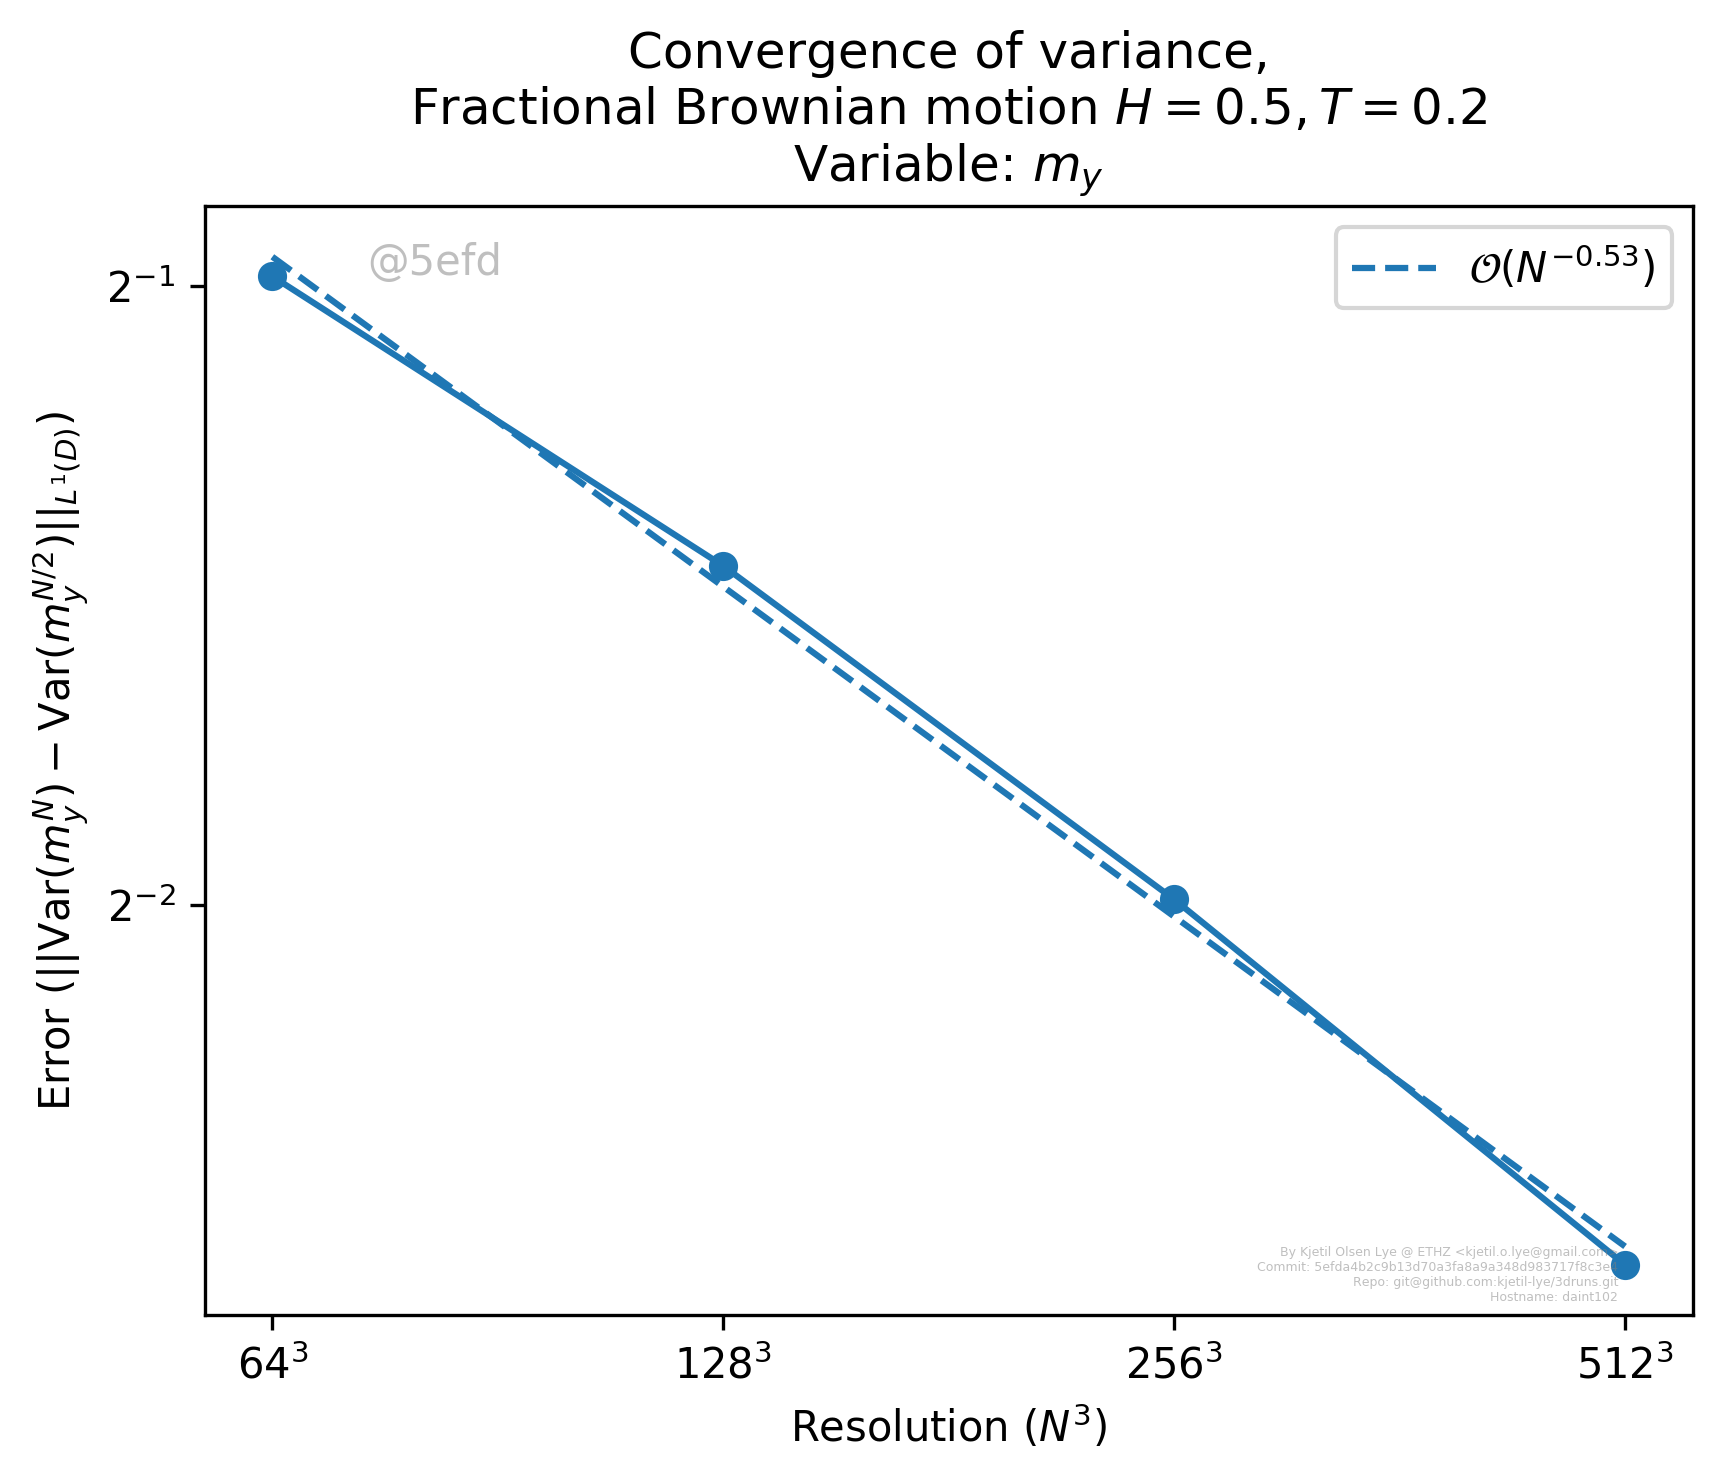 Convergence of variance,
Fractional Brownian motion H = 0.5, T = 0.2
Variable: m_y
@5efd
𝒪(N^{-0.53})
2^{-1}
2^{-2}
Error (||Var(m_y^N) − Var(m_y^{N/2})||_{L^1(D)})
By Kjetil Olsen Lye @ ETHZ <kjetil.o.lye@gmail.com>
Commit: 5efda4b2c9b13d70a3fa8a9a348d983717f8c3e
Repo: git@github.com:kjetil-lye/3druns.git
Hostname: daint102
64^3 128^3 256^3 512^3
Resolution (N^3)